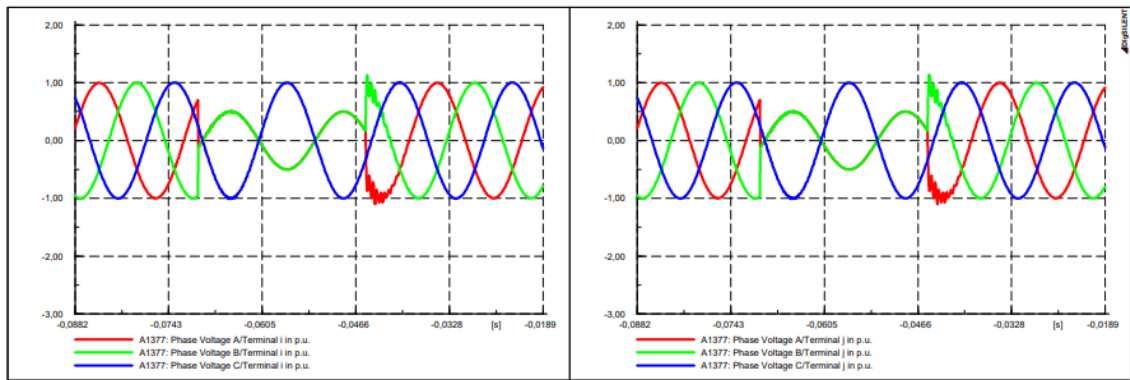 2,00
1,00
0,00
-1,00
-2,00
-3,00
-0,0882 -0,0743 -0,0605 -0,0466 -0,0328 [s] -0,0189
A1377: Phase Voltage A/Terminal i in p.u.
A1377: Phase Voltage B/Terminal i in p.u.
A1377: Phase Voltage C/Terminal i in p.u.
2,00
1,00
0,00
-1,00
-2,00
-3,00
-0,0882 -0,0743 -0,0605 -0,0466 -0,0328 [s] -0,0189
A1377: Phase Voltage A/Terminal j in p.u.
A1377: Phase Voltage B/Terminal j in p.u.
A1377: Phase Voltage C/Terminal j in p.u.
DIgSILENT